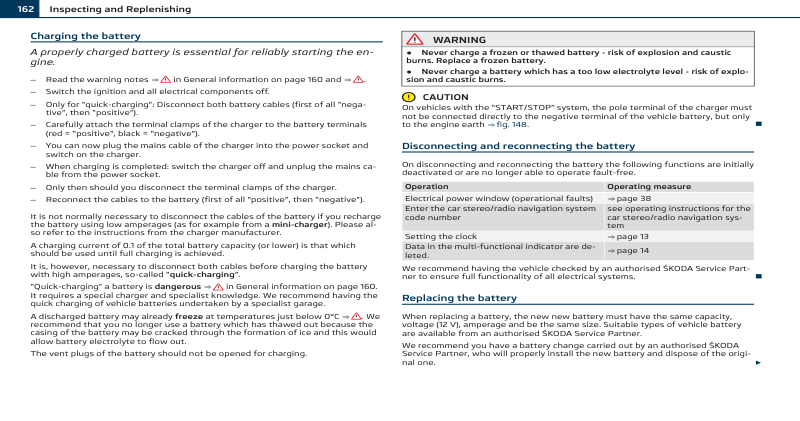 162 Inspecting and Replenishing
Charging the battery
A properly charged battery is essential for reliably starting the en-
gine.
– Read the warning notes ⇒ in General information on page 160 and ⇒ .
– Switch the ignition and all electrical components off.
– Only for "quick-charging": Disconnect both battery cables (first of all "nega-
tive", then "positive").
– Carefully attach the terminal clamps of the charger to the battery terminals
(red = "positive", black = "negative").
– You can now plug the mains cable of the charger into the power socket and
switch on the charger.
– When charging is completed: switch the charger off and unplug the mains ca-
ble from the power socket.
– Only then should you disconnect the terminal clamps of the charger.
– Reconnect the cables to the battery (first of all "positive", then "negative").
It is not normally necessary to disconnect the cables of the battery if you recharge
the battery using low amperages (as for example from a mini-charger). Please al-
so refer to the instructions from the charger manufacturer.
A charging current of 0.1 of the total battery capacity (or lower) is that which
should be used until full charging is achieved.
It is, however, necessary to disconnect both cables before charging the battery
with high amperages, so-called "quick-charging".
"Quick-charging" a battery is dangerous ⇒ in General information on page 160.
It requires a special charger and specialist knowledge. We recommend having the
quick charging of vehicle batteries undertaken by a specialist garage.
A discharged battery may already freeze at temperatures just below 0°C ⇒ . We
recommend that you no longer use a battery which has thawed out because the
casing of the battery may be cracked through the formation of ice and this would
allow battery electrolyte to flow out.
The vent plugs of the battery should not be opened for charging.
WARNING
● Never charge a frozen or thawed battery - risk of explosion and caustic
burns. Replace a frozen battery.
● Never charge a battery which has a too low electrolyte level - risk of explo-
sion and caustic burns.
CAUTION
On vehicles with the "START/STOP" system, the pole terminal of the charger must
not be connected directly to the negative terminal of the vehicle battery, but only
to the engine earth ⇒ fig. 148.
Disconnecting and reconnecting the battery
On disconnecting and reconnecting the battery the following functions are initially
deactivated or are no longer able to operate fault-free.
Operation Operating measure
Electrical power window (operational faults) ⇒ page 38
Enter the car stereo/radio navigation system see operating instructions for the
code number car stereo/radio navigation sys-
tem
Setting the clock ⇒ page 13
Data in the multi-functional indicator are de- ⇒ page 14
leted.
We recommend having the vehicle checked by an authorised ŠKODA Service Part-
ner to ensure full functionality of all electrical systems.
Replacing the battery
When replacing a battery, the new new battery must have the same capacity,
voltage (12 V), amperage and be the same size. Suitable types of vehicle battery
are available from an authorised ŠKODA Service Partner.
We recommend you have a battery change carried out by an authorised ŠKODA
Service Partner, who will properly install the new battery and dispose of the origi-
nal one.